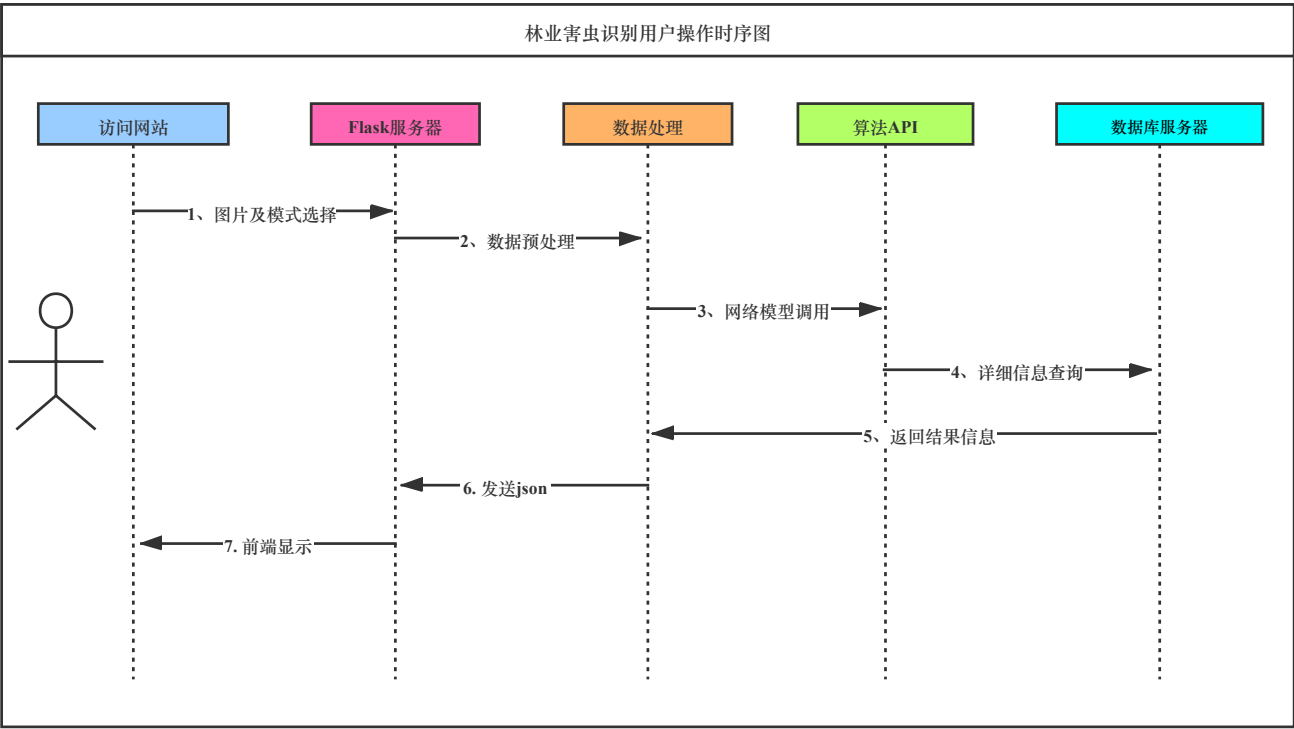 林业害虫识别用户操作时序图
访问网站
Flask服务器
数据处理
算法API
数据库服务器
1、图片及模式选择
2、数据预处理
3、网络模型调用
4、详细信息查询
5、返回结果信息
6. 发送json
7. 前端显示